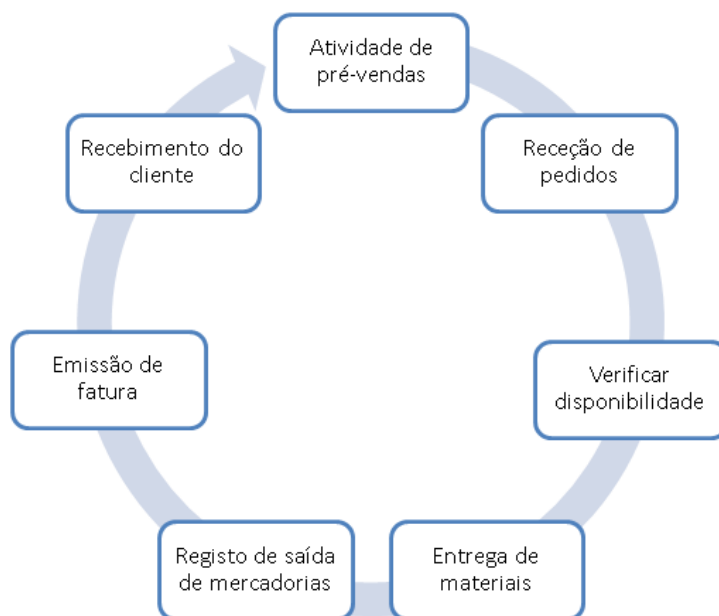 Atividade de
pré-vendas
Receção de
pedidos
Verificar
disponibilidade
Entrega de
materiais
Registo de saída
de mercadorias
Emissão de
fatura
Recebimento do
cliente